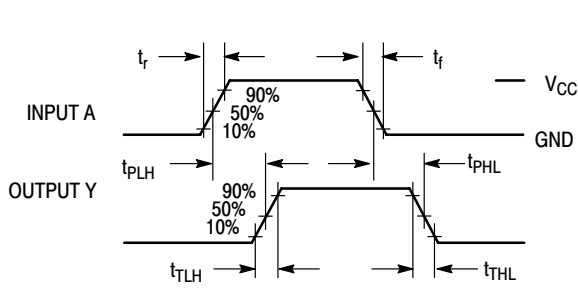 tr
tf
VCC
INPUT A
90%
50%
10%
GND
tPLH
tPHL
OUTPUT Y
90%
50%
10%
tTLH
tTHL